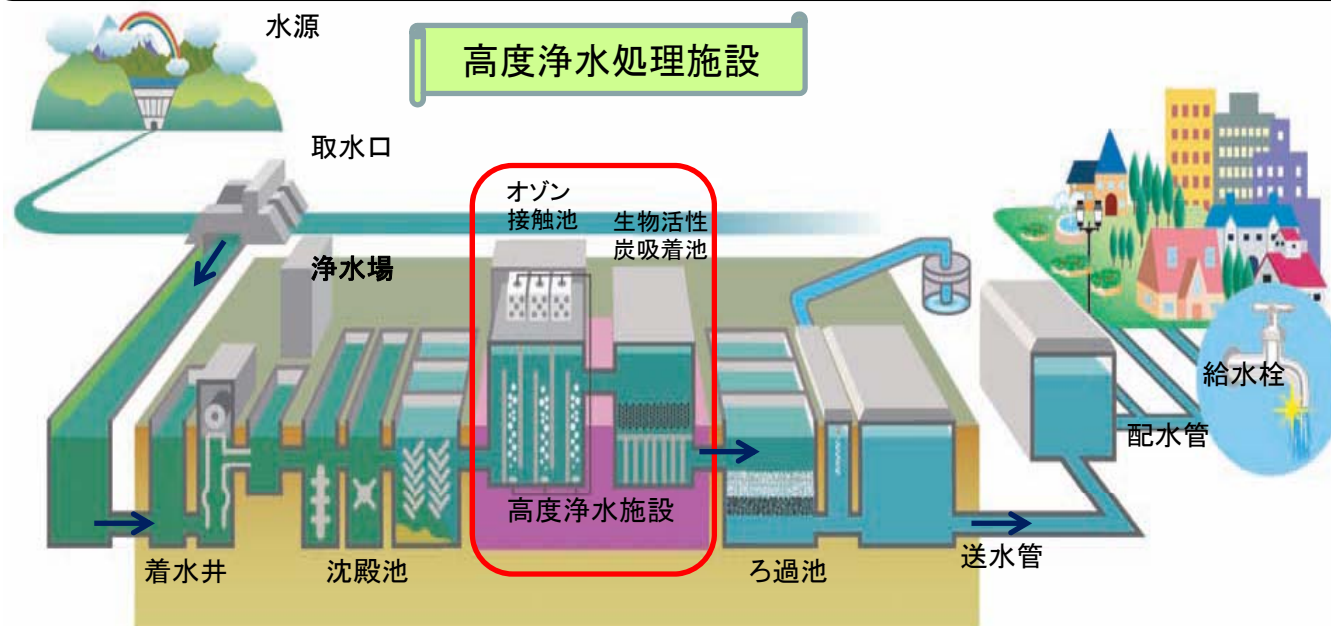 水源
高度浄水処理施設
取水口
オゾン
接触池
生物活性
炭吸着池
浄水場
給水栓
配水管
高度浄水施設
着水井
沈殿池
ろ過池
送水管